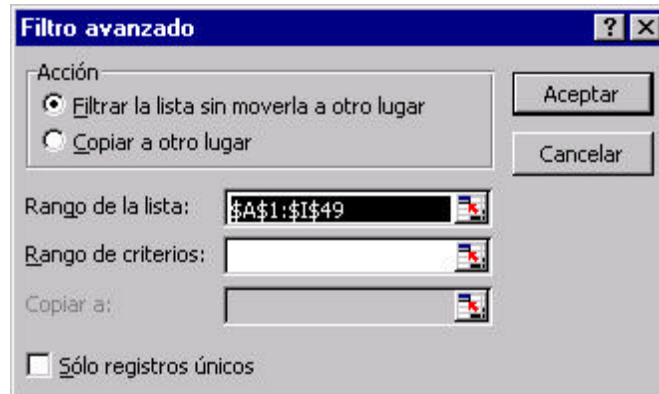 Filtro avanzado
Acción
Filtrar la lista sin moverla a otro lugar
Copiar a otro lugar
Aceptar
Cancelar
Rango de la lista: $A$1:$I$49
Rango de criterios:
Copiar a:
Sólo registros únicos